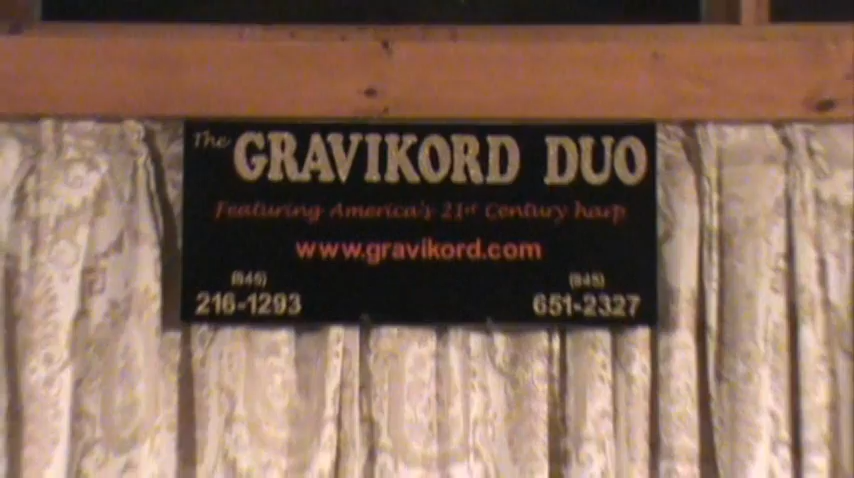 The GRAVIKORD DUO
Featuring America's 21st Century harp
www.gravikord.com
(845) (845)
216-1293 651-2327